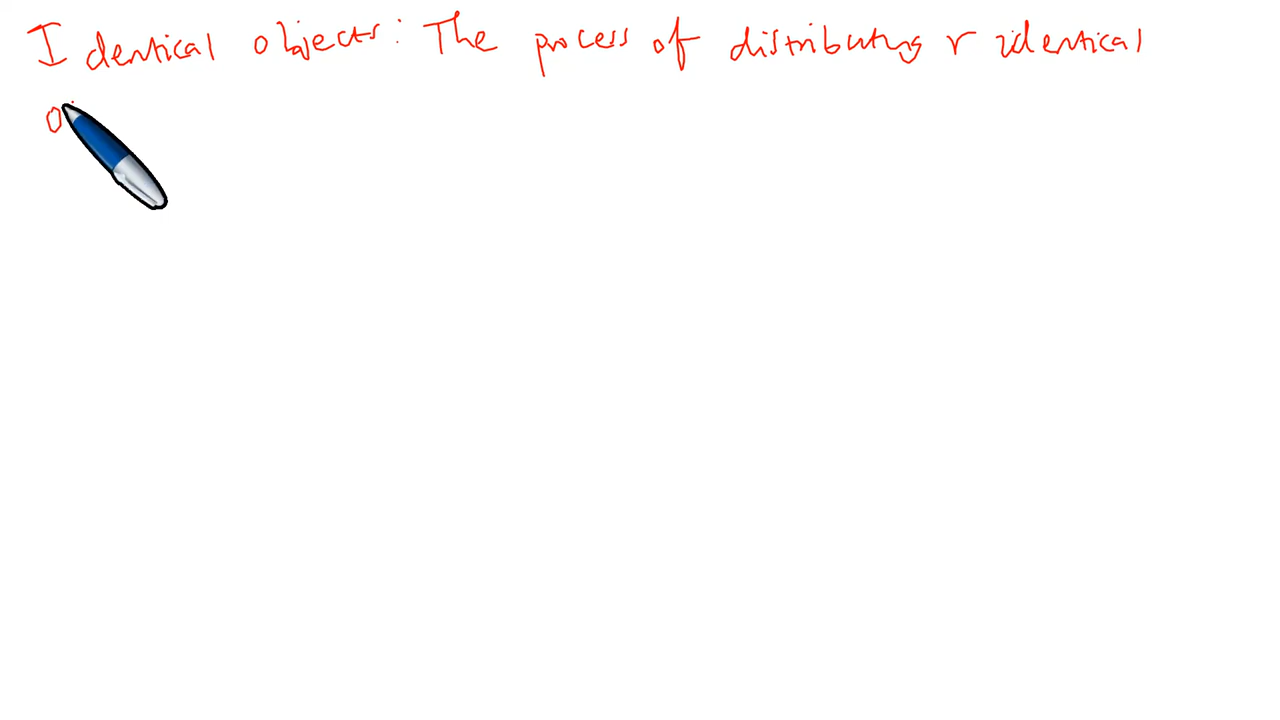 Identical objects: The process of distributing r identical
o